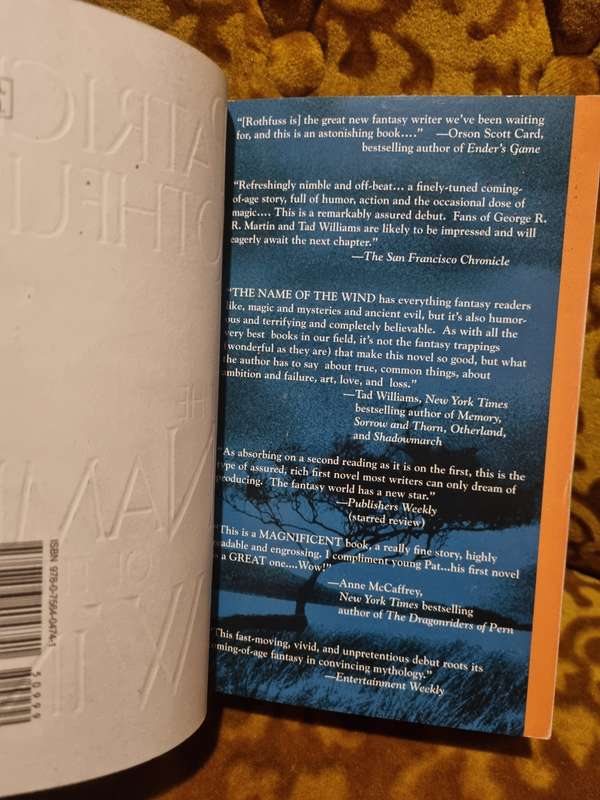 ATRIC
OTHFU
THE
NAM
OF
W IN
ISBN 978-0-7564-0474-1
50999
"[Rothfuss is] the great new fantasy writer we've been waiting
for, and this is an astonishing book…." —Orson Scott Card,
bestselling author of Ender's Game
"Refreshingly nimble and off-beat… a finely-tuned coming-
of-age story, full of humor, action and the occasional dose of
magic…. This is a remarkably assured debut. Fans of George R.
R. Martin and Tad Williams are likely to be impressed and will
eagerly await the next chapter."
—The San Francisco Chronicle
"THE NAME OF THE WIND has everything fantasy readers
like, magic and mysteries and ancient evil, but it's also humor-
ous and terrifying and completely believable. As with all the
very best books in our field, it's not the fantasy trappings
(wonderful as they are) that make this novel so good, but what
the author has to say about true, common things, about
ambition and failure, art, love, and loss."
—Tad Williams, New York Times
bestselling author of Memory,
Sorrow and Thorn, Otherland,
and Shadowmarch
"As absorbing on a second reading as it is on the first, this is the
type of assured, rich first novel most writers can only dream of
producing. The fantasy world has a new star."
—Publishers Weekly
(starred review)
"This is a MAGNIFICENT book, a really fine story, highly
readable and engrossing. I compliment young Pat…his first novel
is a GREAT one….Wow!"
—Anne McCaffrey,
New York Times bestselling
author of The Dragonriders of Pern
"This fast-moving, vivid, and unpretentious debut roots its
coming-of-age fantasy in convincing mythology."
—Entertainment Weekly